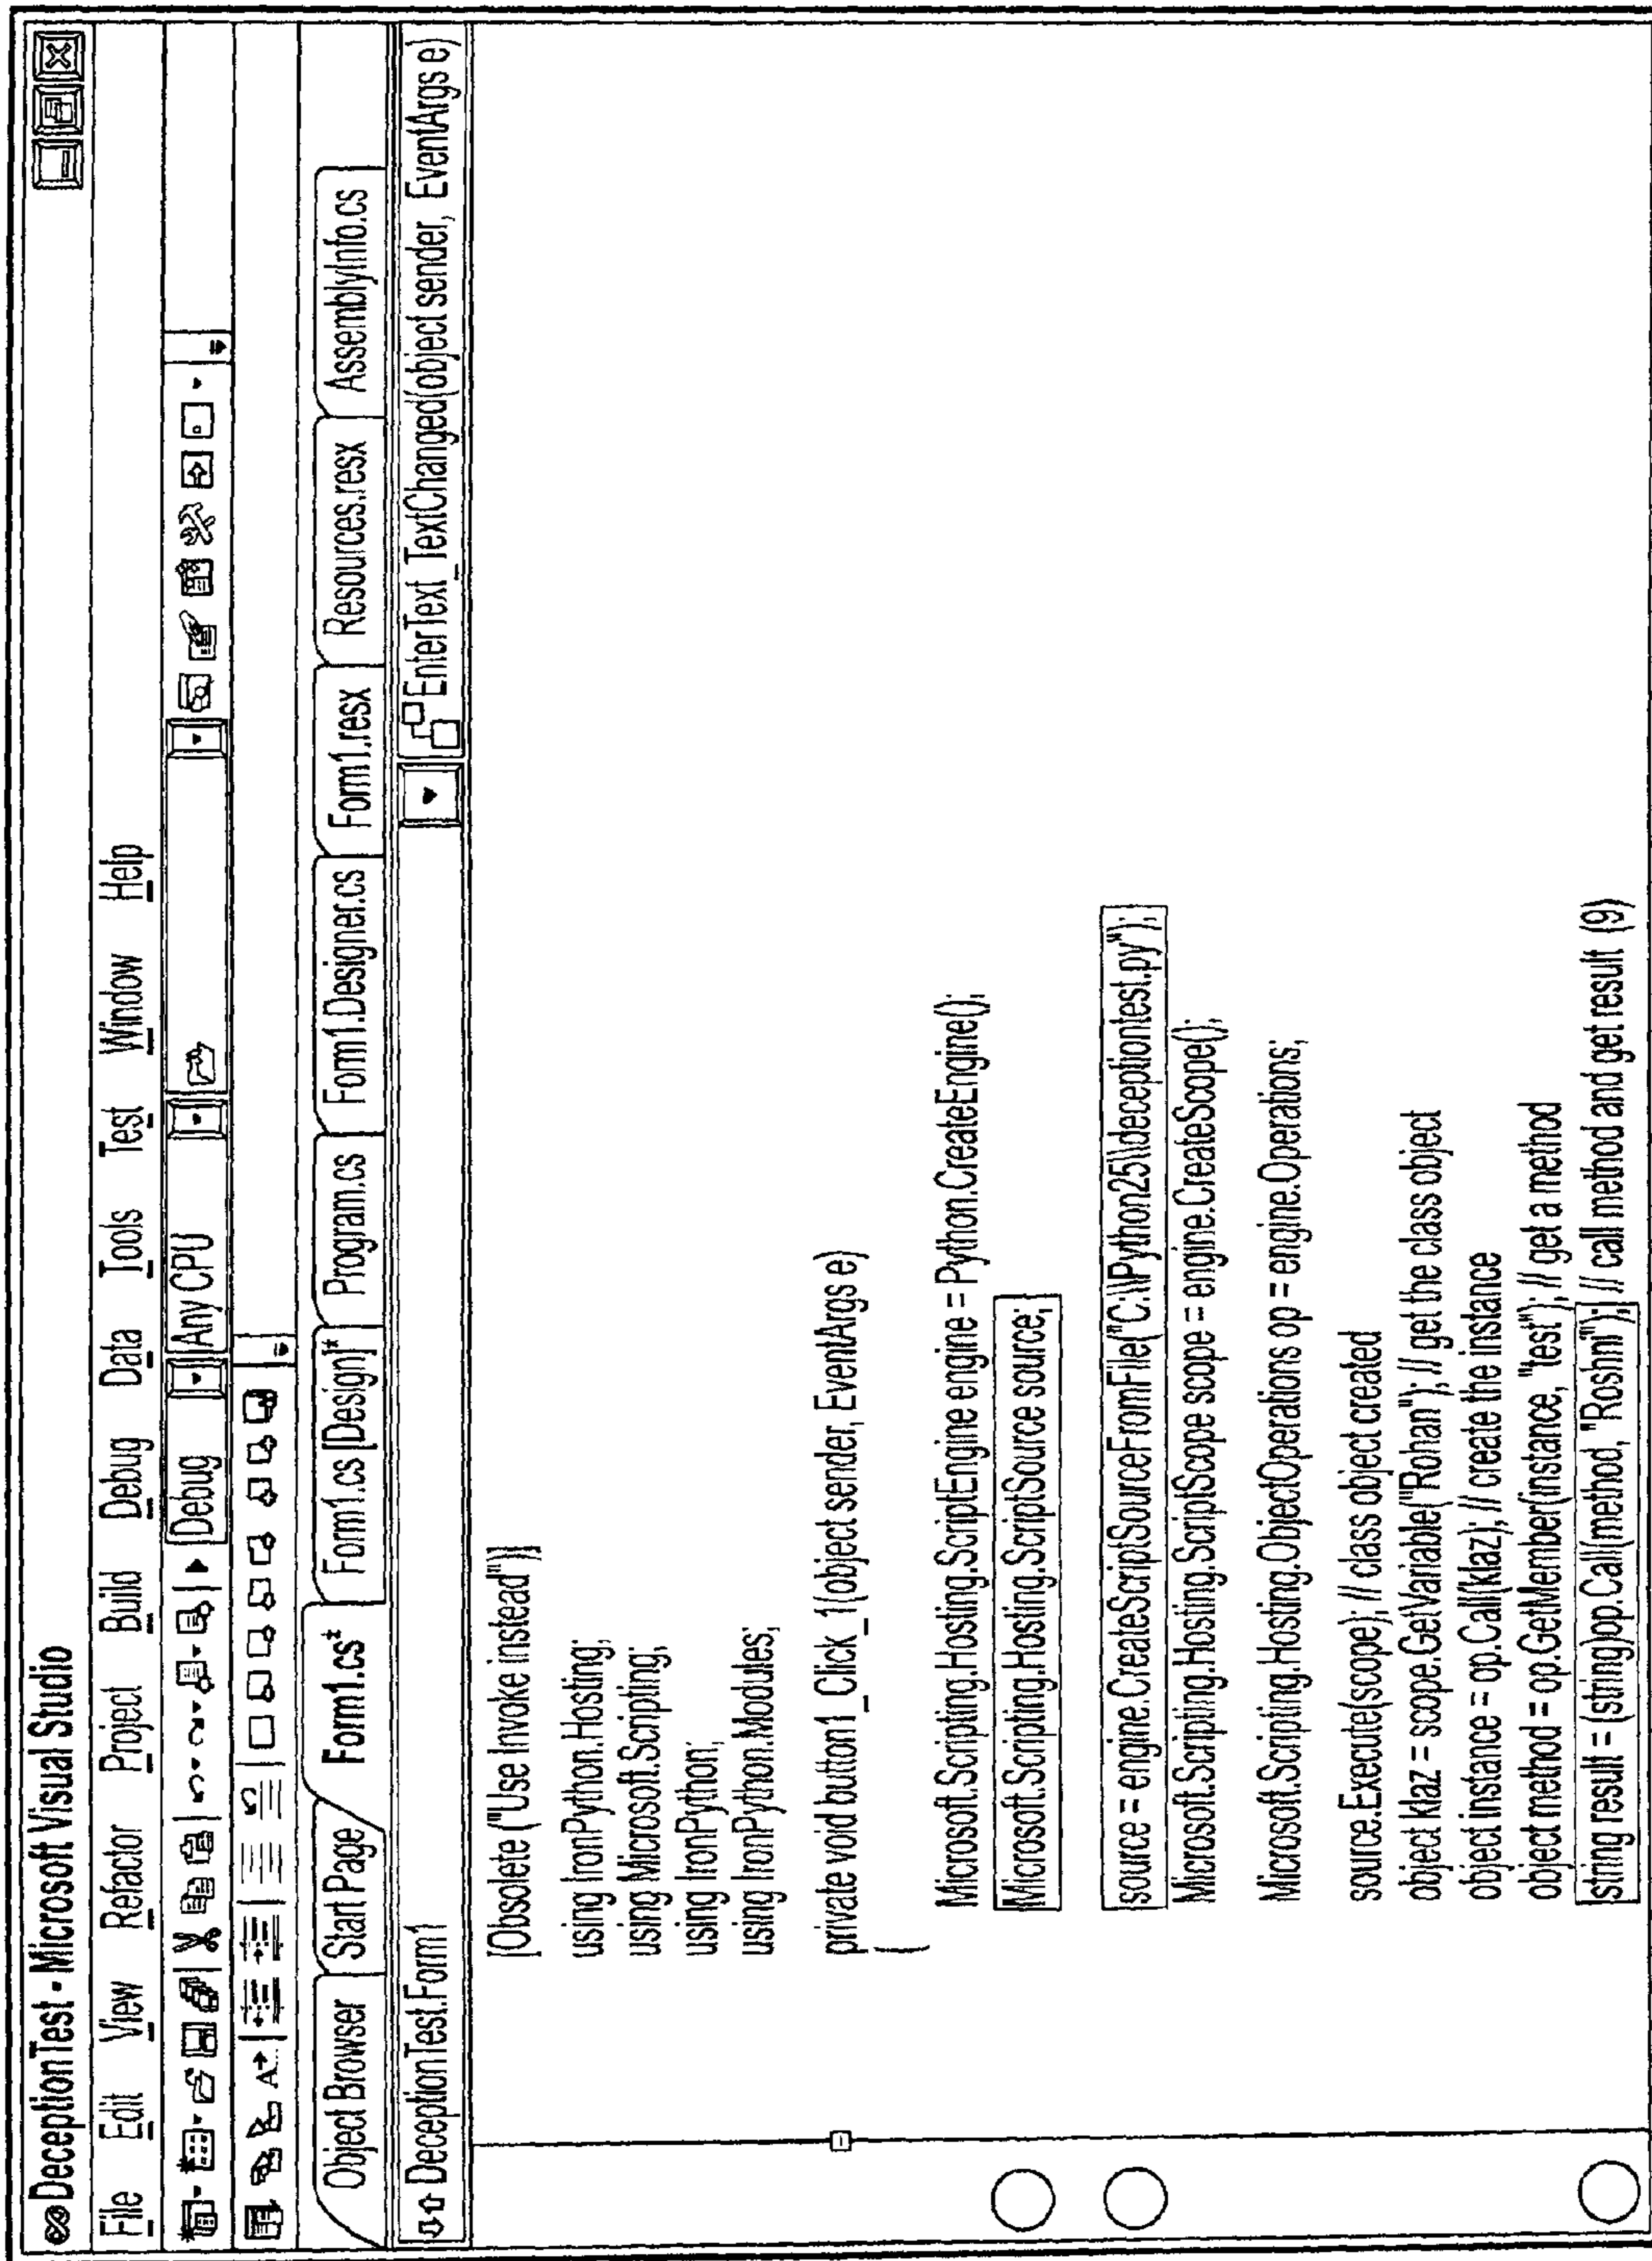 DeceptionTest - Microsoft Visual Studio
File Edit View Refactor Project Build Debug Data Tools Test Window Help
Debug Any CPU
A
Object Browser Start Page Form1.cs* Form1.cs [Design]* Program.cs Form1.Designer.cs Form1.resx Resources.resx AssemblyInfo.cs
DeceptionTest.Form1 EnterText_TextChanged(object sender, EventArgs e)
[Obsolete ("Use Invoke instead")]
using IronPython.Hosting;
using Microsoft.Scripting;
using IronPython;
using IronPython.Modules;
private void button1_Click_1(object sender, EventArgs e)
{
Microsoft.Scripting.Hosting.ScriptEngine engine = Python.CreateEngine();
Microsoft.Scripting.Hosting.ScriptSource source;
source = engine.CreateScriptSourceFromFile("C:\\Python25\\deceptiontest.py");
Microsoft.Scripting.Hosting.ScriptScope scope = engine.CreateScope();
Microsoft.Scripting.Hosting.ObjectOperations op = engine.Operations;
source.Execute(scope); // class object created
object klaz = scope.GetVariable("Rohan"); // get the class object
object instance = op.Call(klaz); // create the instance
object method = op.GetMember(instance, "test"); // get a method
string result = (string)op.Call(method, "Roshni"); // call method and get result (9)